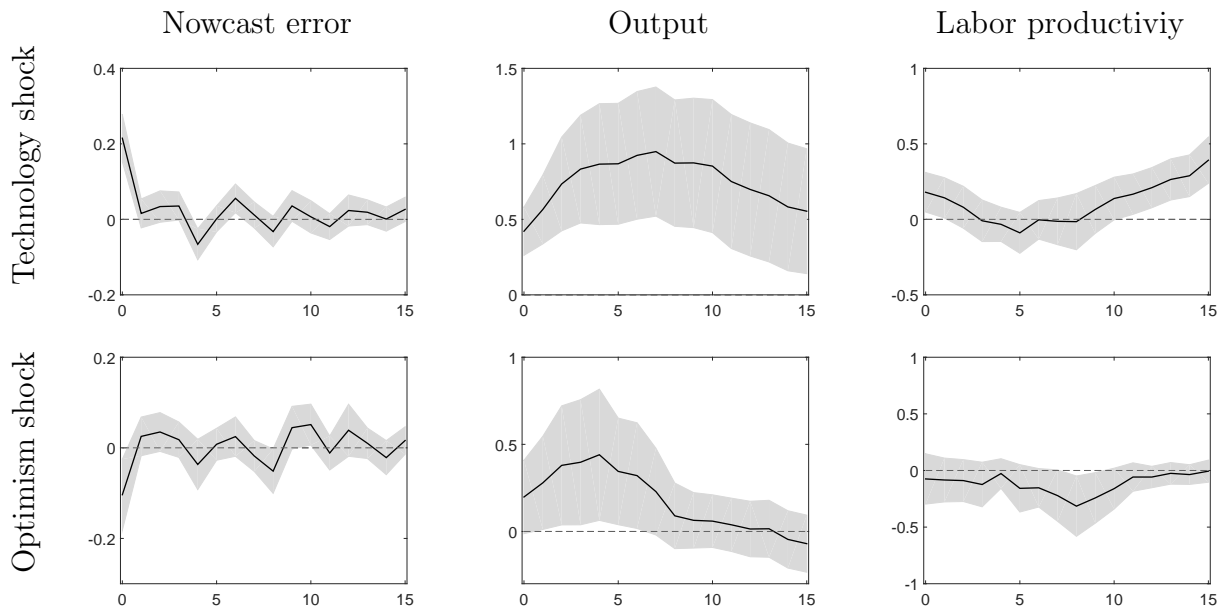 Nowcast error Output Labor productiviy
Technology shock
0.4 1.5 1
0.2 1 0.5
0 0.5 0
-0.2 0 -0.5
0 5 10 15 0 5 10 15 0 5 10 15
Optimism shock
0.2 1 1
0 0.5 0.5
-0.2 0 0
-0.5
-1
0 5 10 15 0 5 10 15 0 5 10 15